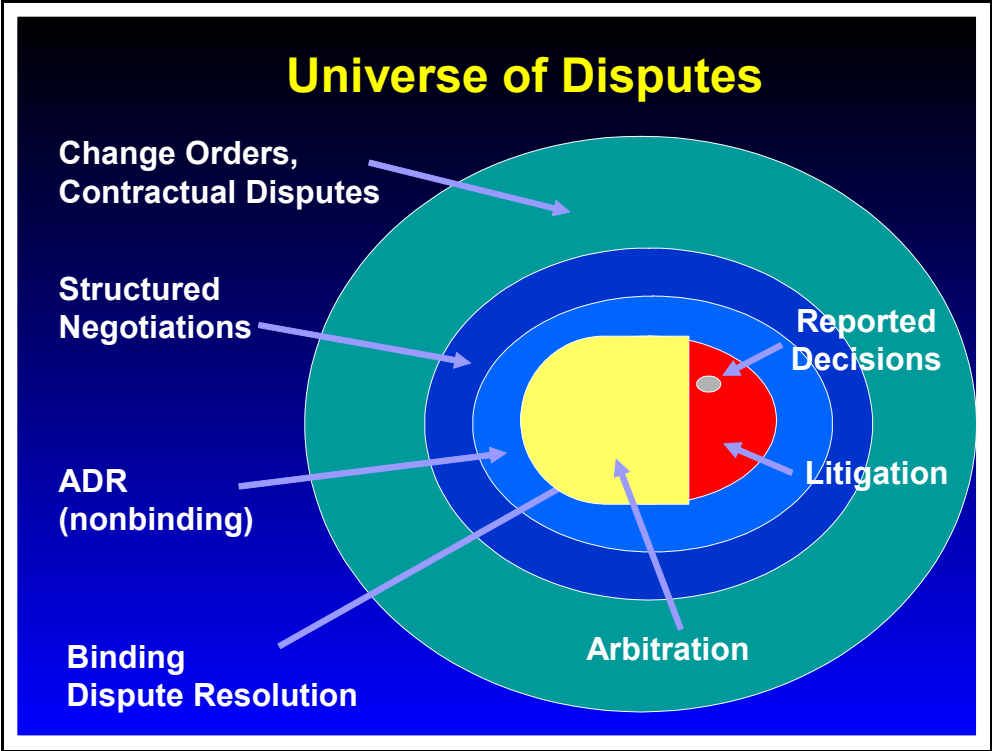 Universe of Disputes
Change Orders,
Contractual Disputes
Structured
Negotiations
Reported
Decisions
ADR
(nonbinding)
Litigation
Binding
Dispute Resolution
Arbitration